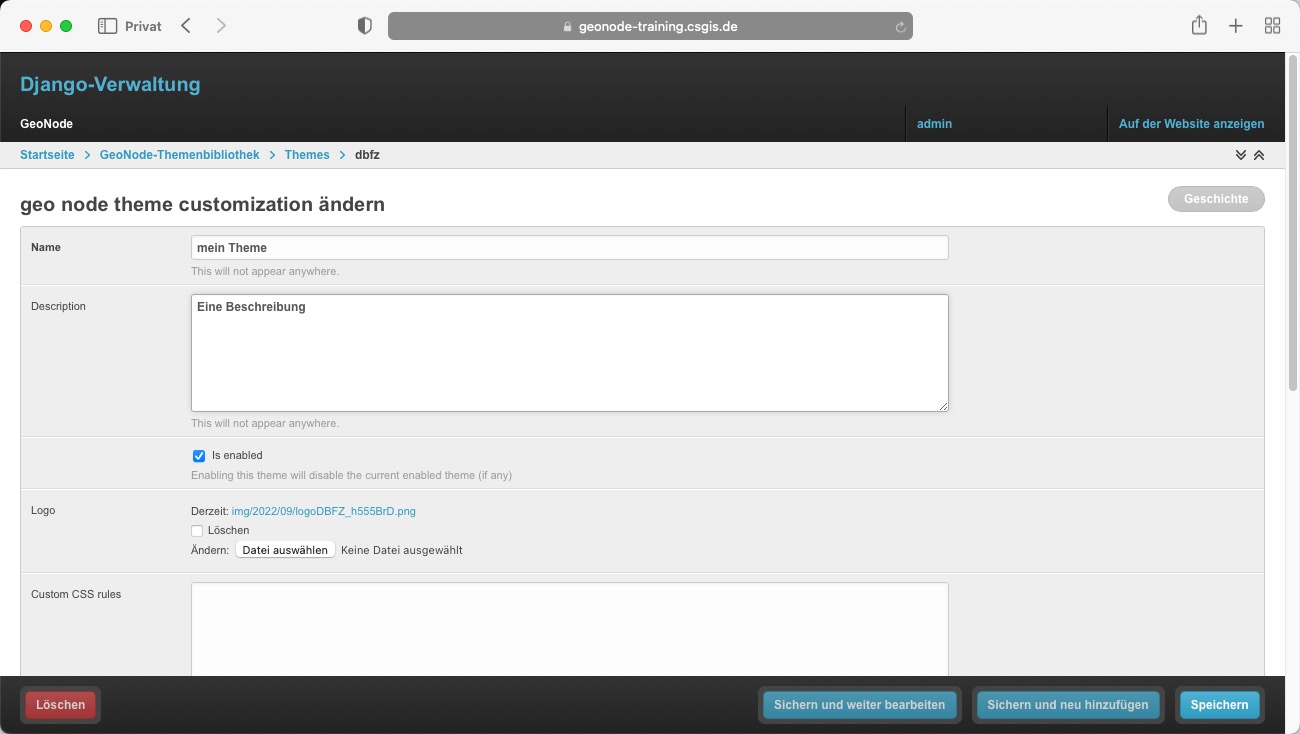 Privat
geonode-training.csgis.de
Django-Verwaltung
GeoNode
admin
Auf der Website anzeigen
Startseite > GeoNode-Themenbibliothek > Themes > dbfz
geo node theme customization ändern
Geschichte
Name
mein Theme
This will not appear anywhere.
Description
Eine Beschreibung
This will not appear anywhere.
Is enabled
Enabling this theme will disable the current enabled theme (if any)
Logo
Derzeit: img/2022/09/logoDBFZ_h555BrD.png
Löschen
Ändern: Datei auswählen Keine Datei ausgewählt
Custom CSS rules
Löschen
Sichern und weiter bearbeiten
Sichern und neu hinzufügen
Speichern